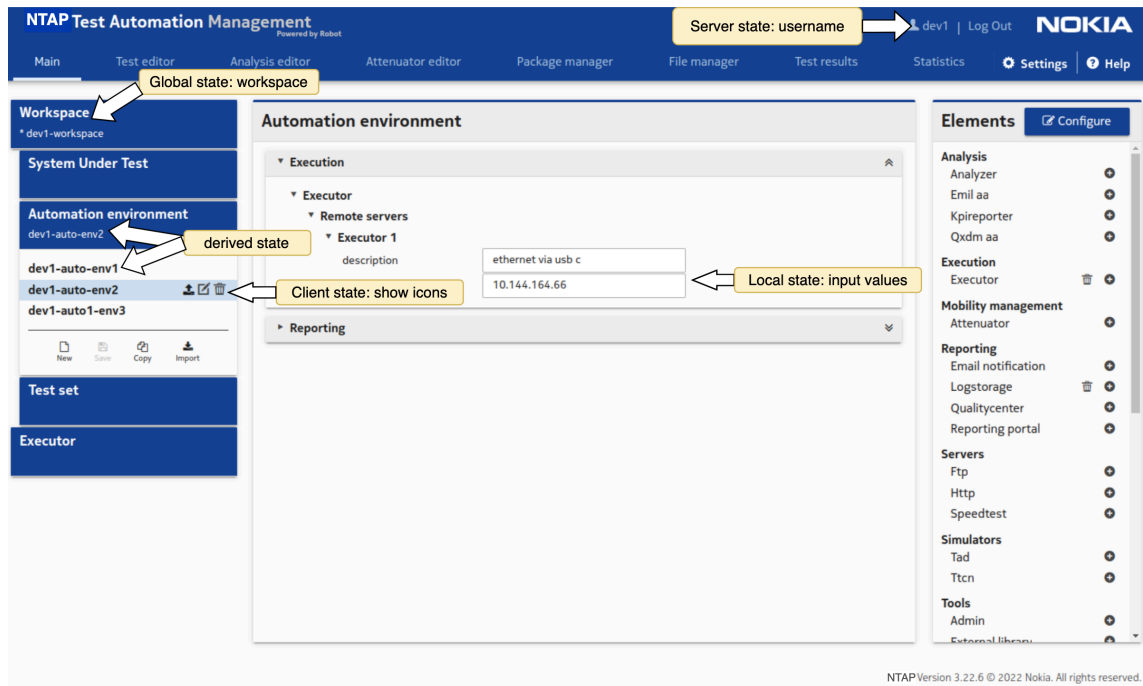 NTAP Test Automation Management
Powered by Robot
Server state: username
dev1 | Log Out
NOKIA
Main
Test editor
Analysis editor
Attenuator editor
Package manager
File manager
Test results
Statistics
Settings
Help
Global state: workspace
Workspace
* dev1-workspace
System Under Test
Automation environment
dev1-auto-env2
derived state
dev1-auto-env1
dev1-auto-env2
Client state: show icons
dev1-auto1-env3
New
Save
Copy
Import
Test set
Executor
Automation environment
Execution
Executor
Remote servers
Executor 1
description
ethernet via usb c
10.144.164.66
Local state: input values
Reporting
Elements
Configure
Analysis
Analyzer
Emil aa
Kpireporter
Qxdm aa
Execution
Executor
Mobility management
Attenuator
Reporting
Email notification
Logstorage
Qualitycenter
Reporting portal
Servers
Ftp
Http
Speedtest
Simulators
Tad
Ttcn
Tools
Admin
External library
NTAP Version 3.22.6 © 2022 Nokia. All rights reserved.